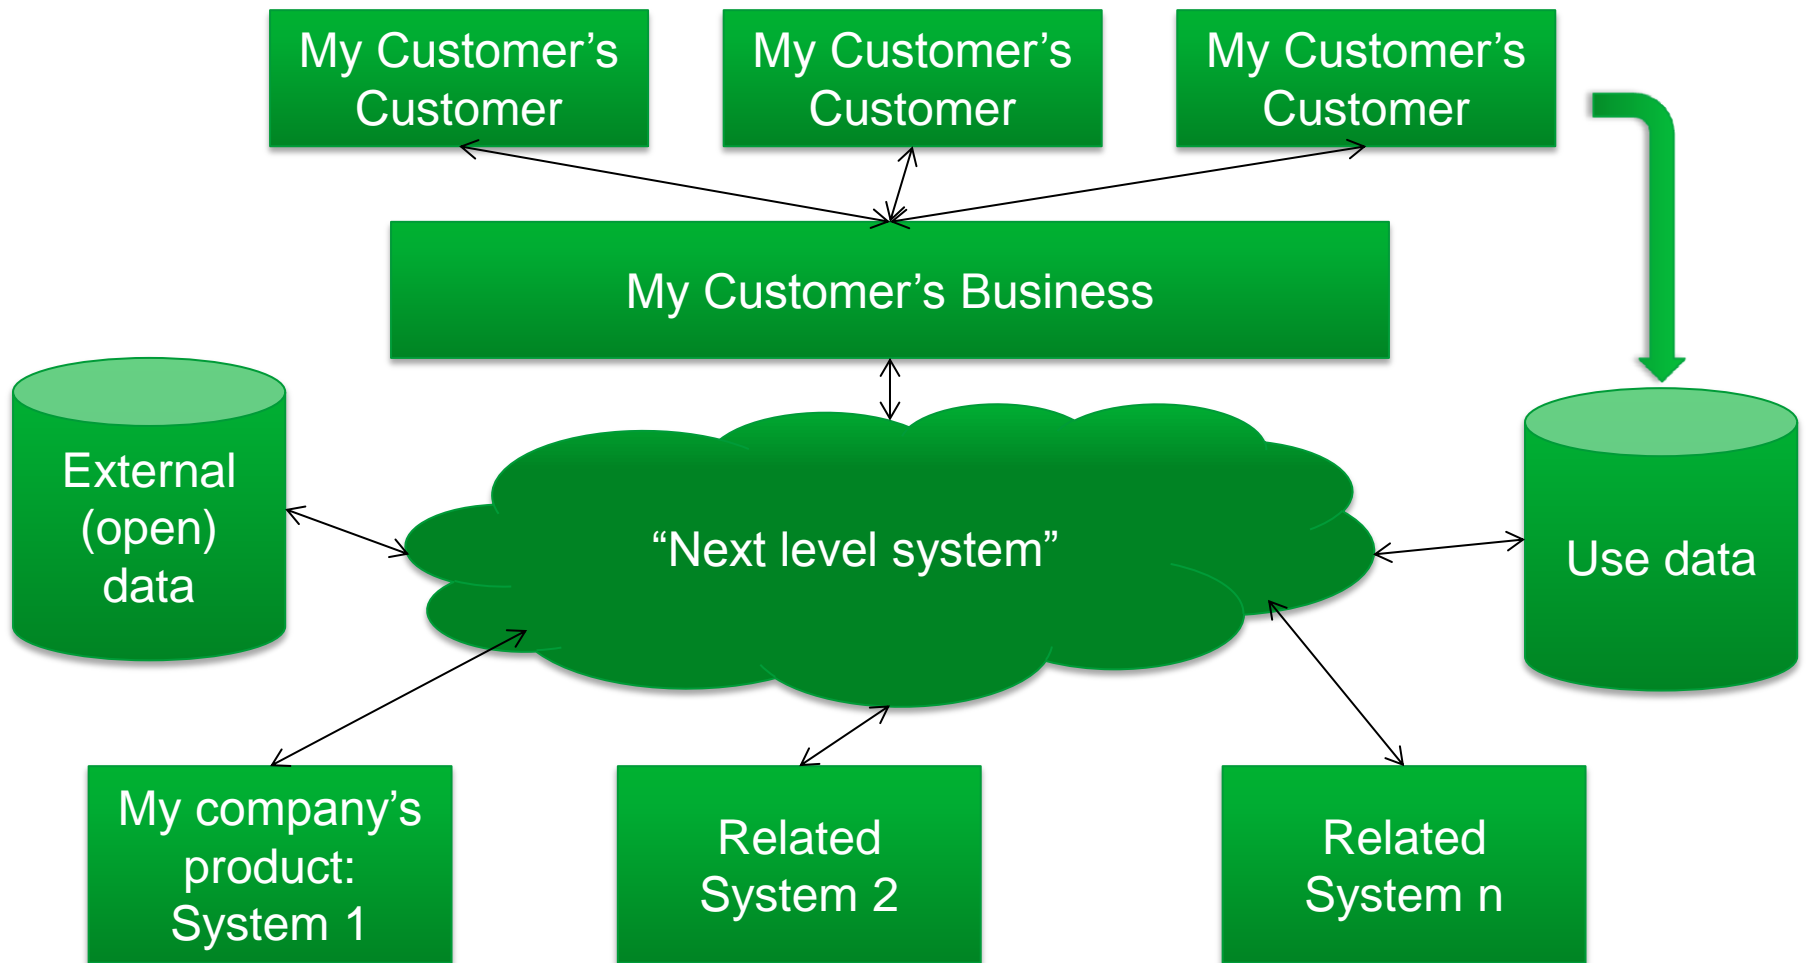 My Customer’s
Customer
My Customer’s
Customer
My Customer’s
Customer
My Customer’s Business
External
(open)
data
“Next level system”
Use data
My company’s
product:
System 1
Related
System 2
Related
System n